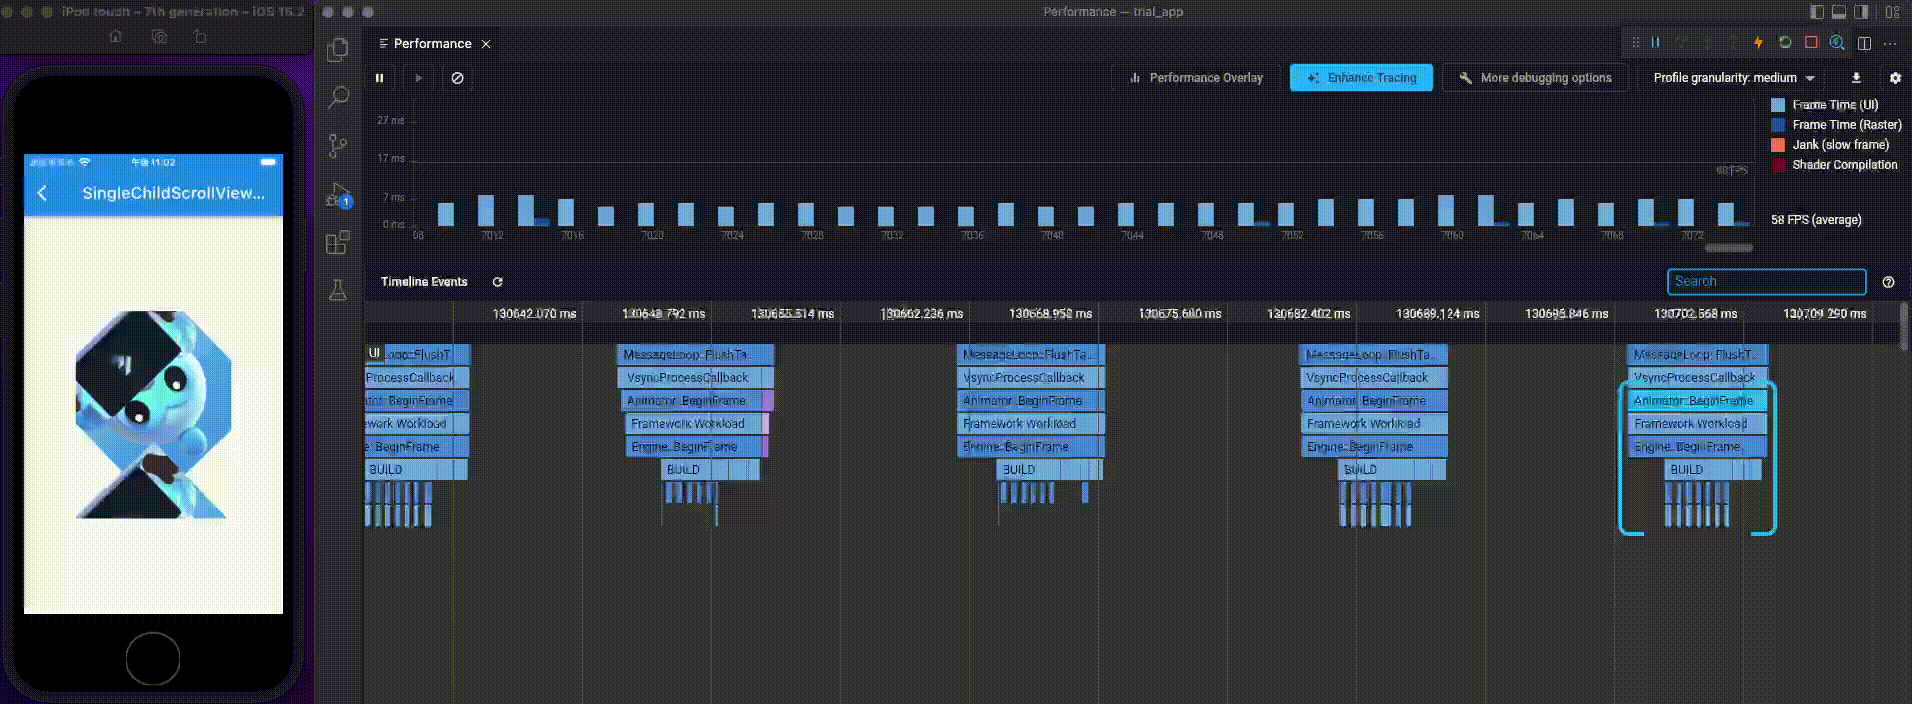 iPod touch – 7th generation – iOS 15.2
Performance — trial_app
Performance
Performance Overlay
Enhance Tracing
More debugging options
Profile granularity: medium
27 ms
17 ms
7 ms
0 ms
60 FPS
Frame Time (UI)
Frame Time (Raster)
Jank (slow frame)
Shader Compilation
58 FPS (average)
08 7012 7016 7020 7024 7028 7032 7036 7040 7044 7048 7052 7056 7060 7064 7068 7072
午後11:02
SingleChildScrollView...
1
Timeline Events
Search
130642.070 ms 130648.792 ms 130655.514 ms 130662.236 ms 130668.958 ms 130675.680 ms 130682.402 ms 130689.124 ms 130695.846 ms 130702.568 ms 130709.290 ms
UI
Loop::FlushT... MessageLoop::FlushTa... MessageLoop::FlushTa... MessageLoop::FlushTa... MessageLoop::FlushT...
ProcessCallback VsyncProcessCallback VsyncProcessCallback VsyncProcessCallback VsyncProcessCallback
ator::BeginFrame Animator::BeginFrame Animator::BeginFrame Animator::BeginFrame Animator::BeginFrame
ework Workload Framework Workload Framework Workload Framework Workload Framework Workload
e::BeginFrame Engine::BeginFrame Engine::BeginFrame Engine::BeginFrame Engine::BeginFrame
BUILD BUILD BUILD BUILD BUILD